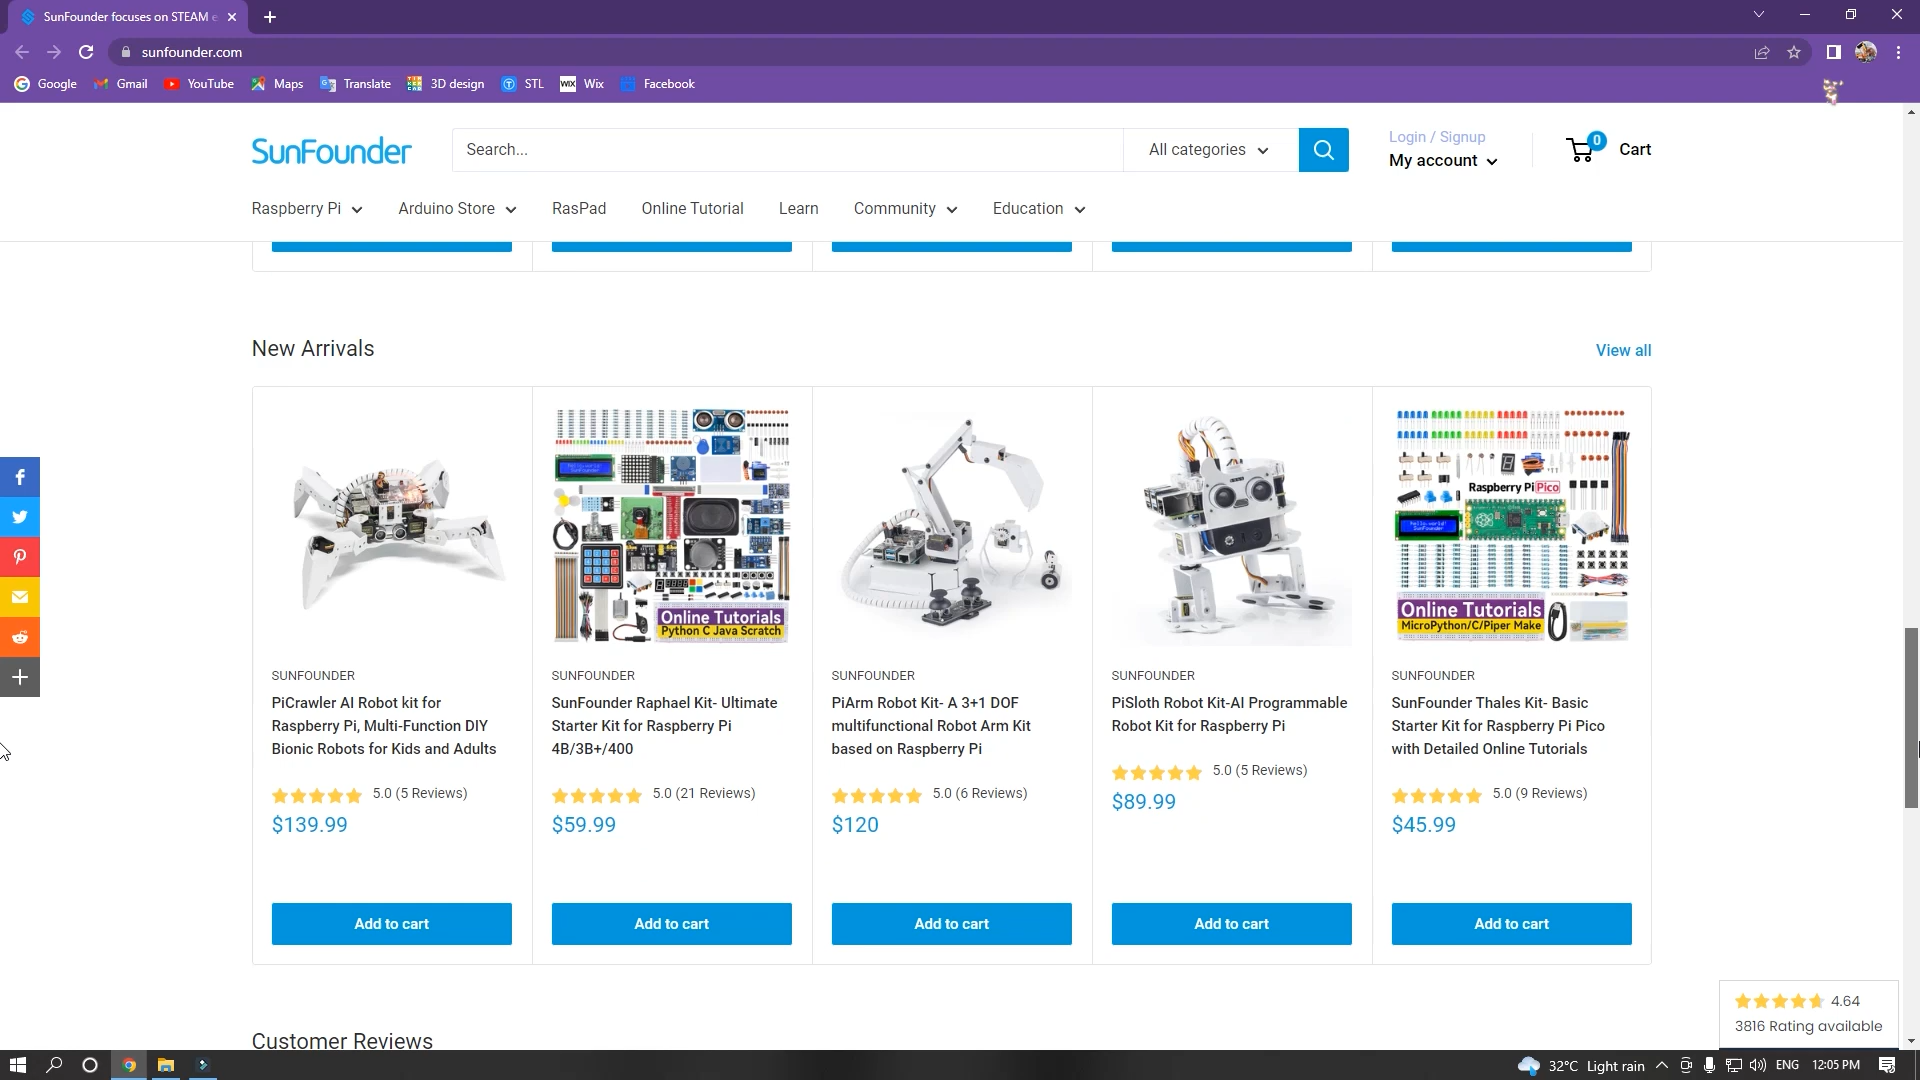 SunFounder focuses on STEAM e
sunfounder.com
Google Gmail YouTube Maps Translate 3D design STL WIX Wix Facebook
SunFounder
Search...
All categories
Login / Signup
My account
0
Cart
Raspberry Pi Arduino Store RasPad Online Tutorial Learn Community Education
New Arrivals
View all
Online Tutorials
Python C Java Scratch
Raspberry Pi Pico
Online Tutorials
MicroPython/C/Piper Make
SUNFOUNDER
PiCrawler AI Robot kit for
Raspberry Pi, Multi-Function DIY
Bionic Robots for Kids and Adults
5.0 (5 Reviews)
$139.99
Add to cart
SUNFOUNDER
SunFounder Raphael Kit- Ultimate
Starter Kit for Raspberry Pi
4B/3B+/400
5.0 (21 Reviews)
$59.99
Add to cart
SUNFOUNDER
PiArm Robot Kit- A 3+1 DOF
multifunctional Robot Arm Kit
based on Raspberry Pi
5.0 (6 Reviews)
$120
Add to cart
SUNFOUNDER
PiSloth Robot Kit-AI Programmable
Robot Kit for Raspberry Pi
5.0 (5 Reviews)
$89.99
Add to cart
SUNFOUNDER
SunFounder Thales Kit- Basic
Starter Kit for Raspberry Pi Pico
with Detailed Online Tutorials
5.0 (9 Reviews)
$45.99
Add to cart
4.64
3816 Rating available
Customer Reviews
32°C Light rain
ENG
12:05 PM